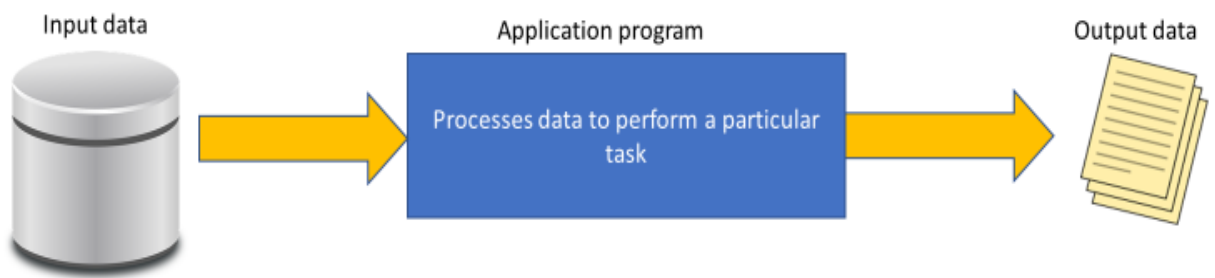 Input data
Application program
Output data
Processes data to perform a particular
task